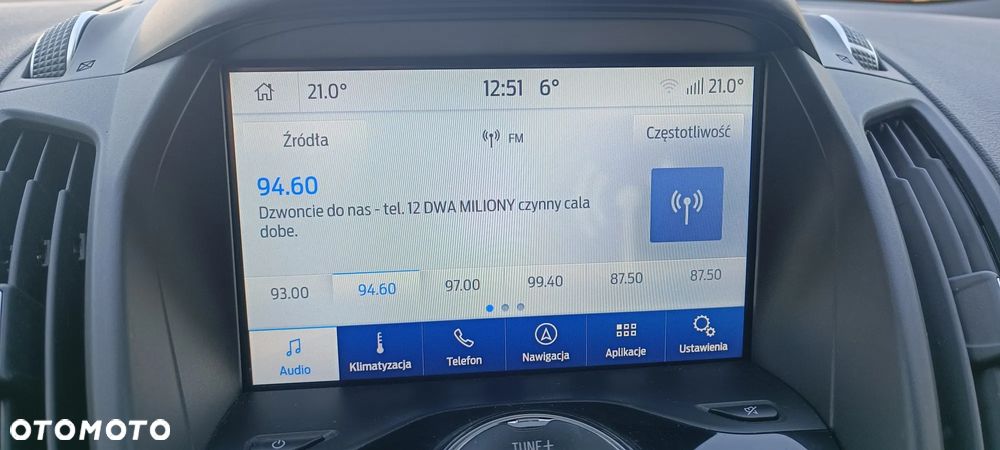 21.0° 12:51 6° 21.0°
Źródła FM Częstotliwość
94.60
Dzwoncie do nas - tel. 12 DWA MILIONY czynny cala
dobe.
93.00 94.60 97.00 99.40 87.50 87.50
Audio Klimatyzacja Telefon Nawigacja Aplikacje Ustawienia
TUNE+
OTOMOTO